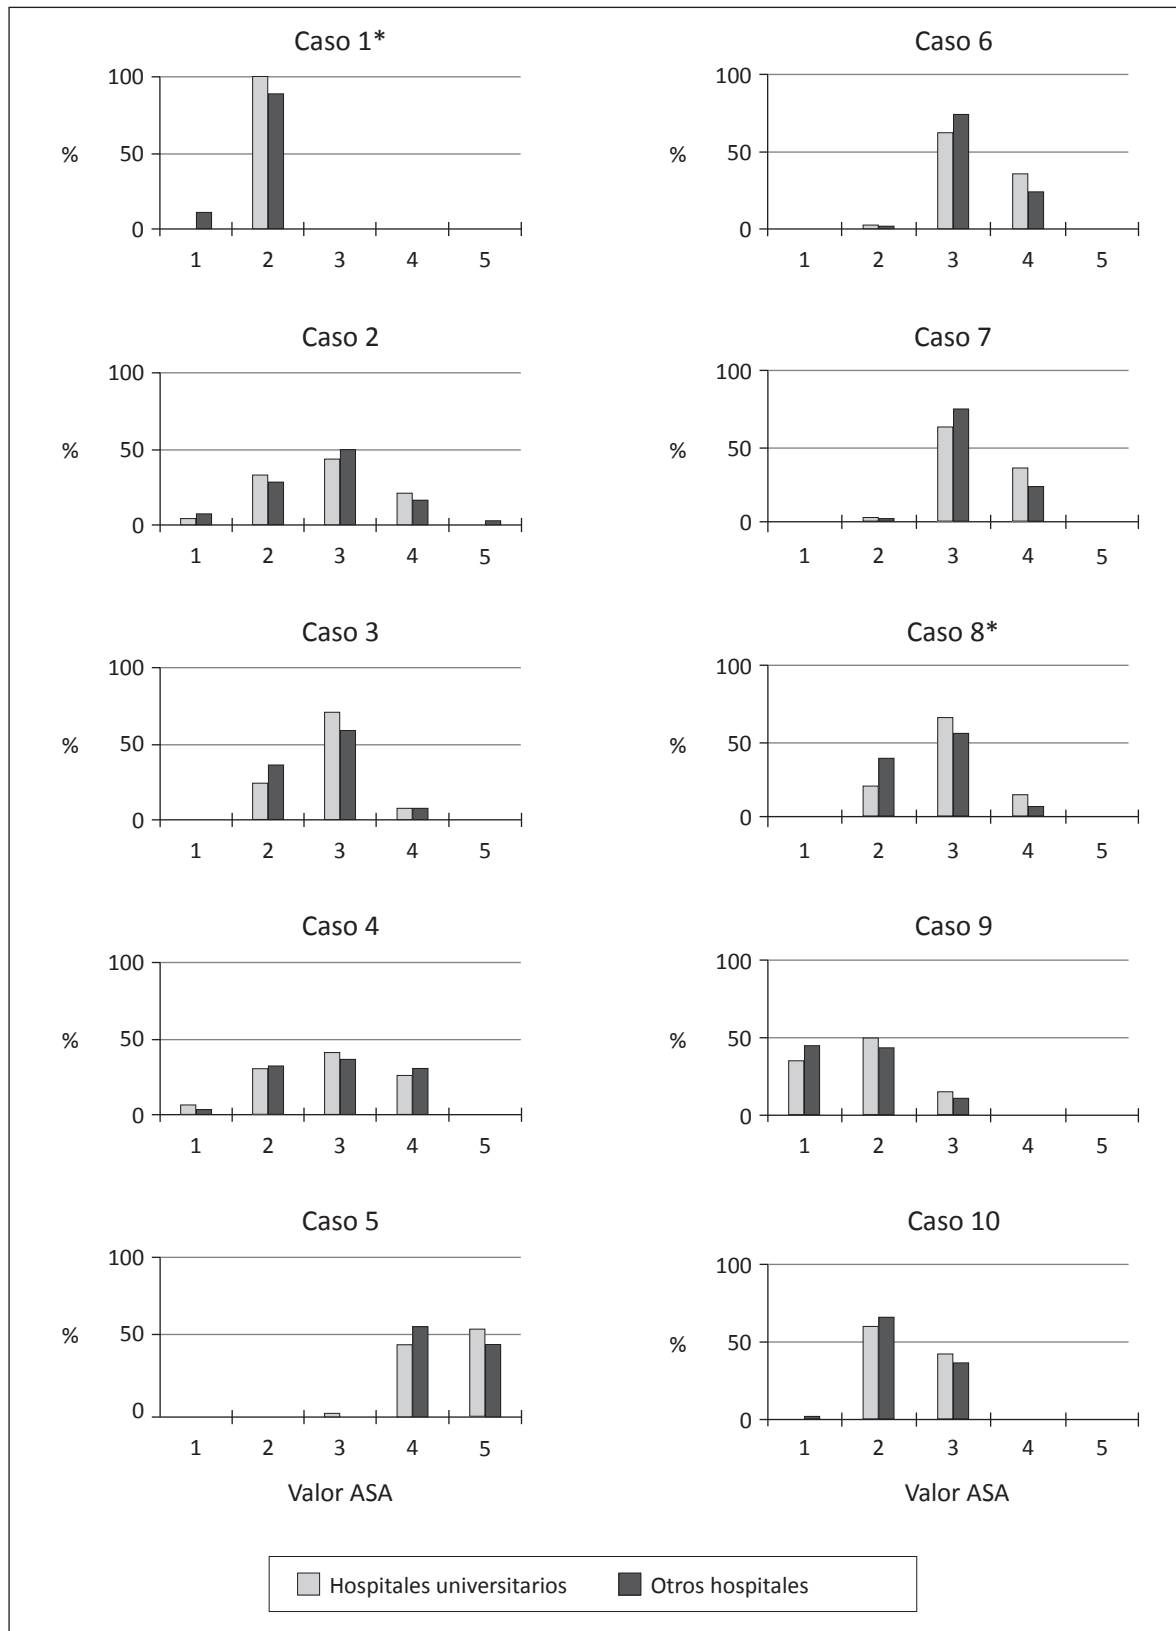 Caso 1*
100
%
50
0
1 2 3 4 5
Caso 6
100
%
50
0
1 2 3 4 5
Caso 2
100
%
50
0
1 2 3 4 5
Caso 7
100
%
50
0
1 2 3 4 5
Caso 3
100
%
50
0
1 2 3 4 5
Caso 8*
100
%
50
0
1 2 3 4 5
Caso 4
100
%
50
0
1 2 3 4 5
Caso 9
100
%
50
0
1 2 3 4 5
Caso 5
100
%
50
0
1 2 3 4 5
Valor ASA
Caso 10
100
%
50
0
1 2 3 4 5
Valor ASA
Hospitales universitarios
Otros hospitales